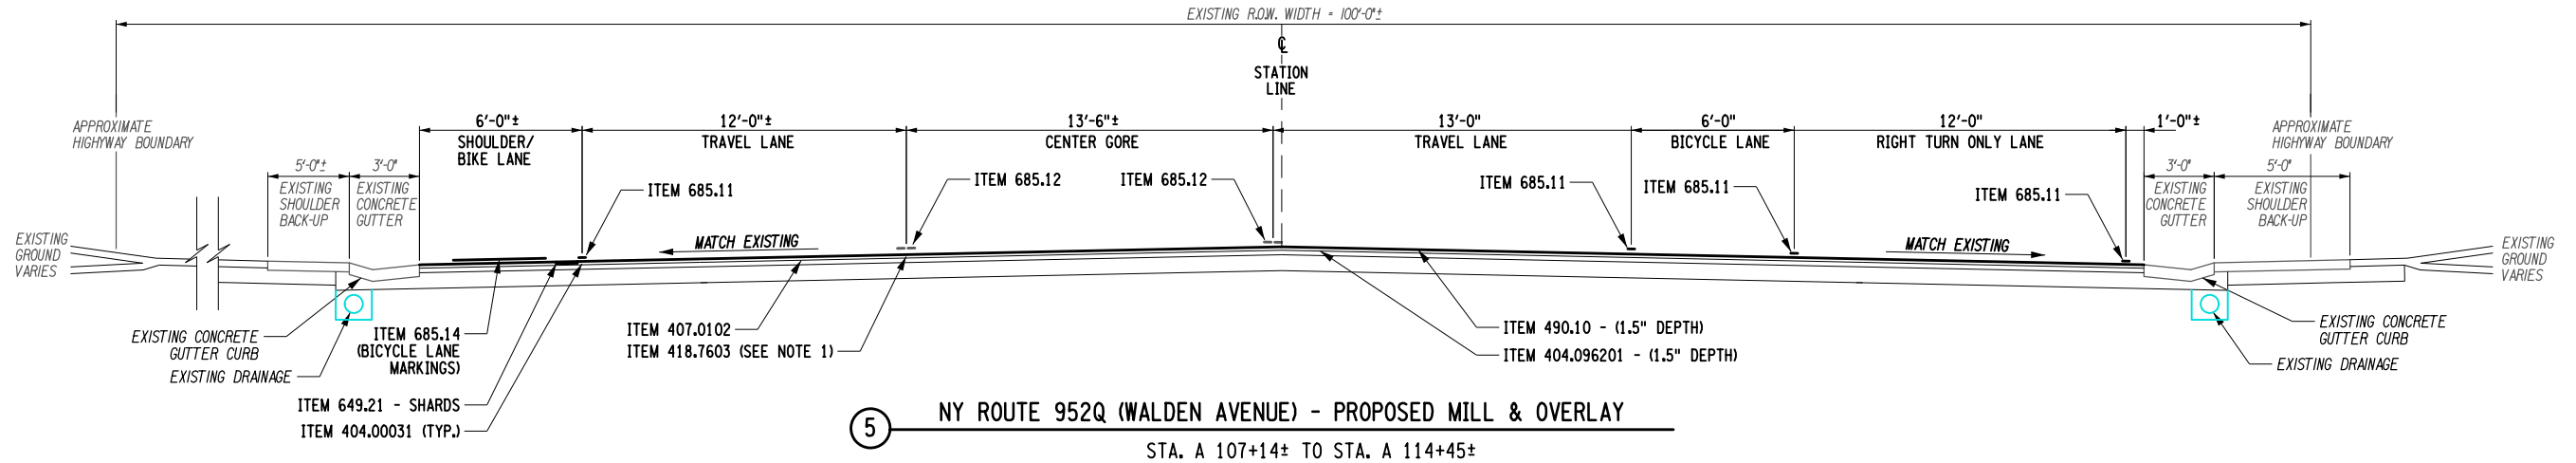 EXISTING R.O.W. WIDTH = 100'-0"±
℄
STATION
LINE
APPROXIMATE
HIGHWAY BOUNDARY
5'-0"±
EXISTING
SHOULDER
BACK-UP
3'-0"
EXISTING
CONCRETE
GUTTER
6'-0"±
SHOULDER/
BIKE LANE
12'-0"±
TRAVEL LANE
13'-6"±
CENTER GORE
13'-0"
TRAVEL LANE
6'-0"
BICYCLE LANE
12'-0"
RIGHT TURN ONLY LANE
1'-0"±
APPROXIMATE
HIGHWAY BOUNDARY
3'-0"
EXISTING
CONCRETE
GUTTER
5'-0"
EXISTING
SHOULDER
BACK-UP
ITEM 685.11
ITEM 685.12
ITEM 685.12
ITEM 685.11
ITEM 685.11
ITEM 685.11
EXISTING
GROUND
VARIES
MATCH EXISTING
MATCH EXISTING
EXISTING
GROUND
VARIES
EXISTING CONCRETE
GUTTER CURB
EXISTING DRAINAGE
ITEM 685.14
(BICYCLE LANE
MARKINGS)
ITEM 649.21 - SHARDS
ITEM 404.00031 (TYP.)
ITEM 407.0102
ITEM 418.7603 (SEE NOTE 1)
ITEM 490.10 - (1.5" DEPTH)
ITEM 404.096201 - (1.5" DEPTH)
EXISTING CONCRETE
GUTTER CURB
EXISTING DRAINAGE
5
NY ROUTE 952Q (WALDEN AVENUE) - PROPOSED MILL & OVERLAY
STA. A 107+14± TO STA. A 114+45±